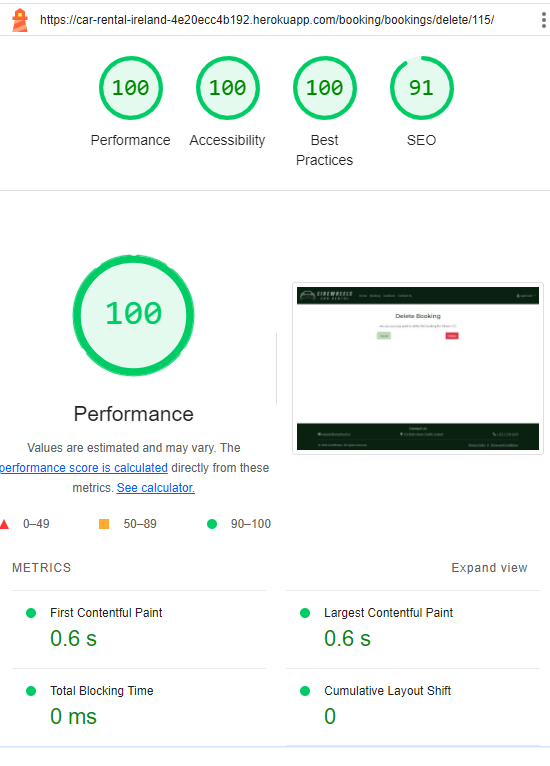 https://car-rental-ireland-4e20ecc4b192.herokuapp.com/booking/bookings/delete/115/
100 100 100 91
Performance Accessibility Best Practices SEO
100
Performance
Values are estimated and may vary. The
performance score is calculated directly from these
metrics. See calculator.
0–49 50–89 90–100
Delete Booking
METRICS Expand view
First Contentful Paint Largest Contentful Paint
0.6 s 0.6 s
Total Blocking Time Cumulative Layout Shift
0 ms 0